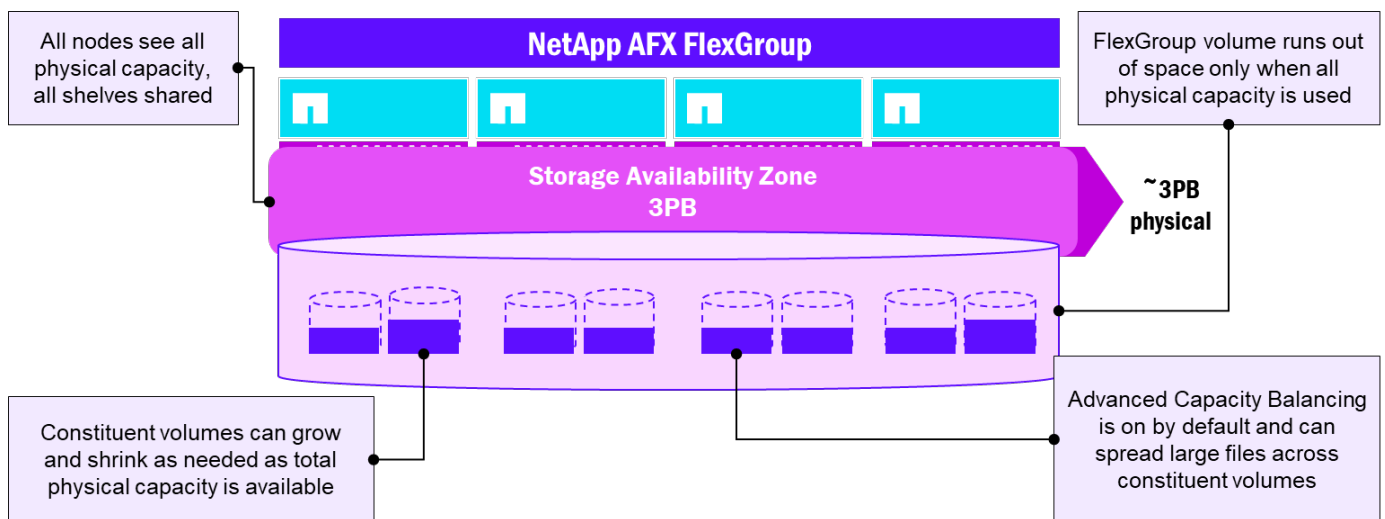 All nodes see all
physical capacity,
all shelves shared
NetApp AFX FlexGroup
FlexGroup volume runs out
of space only when all
physical capacity is used
Storage Availability Zone
3PB
~3PB
physical
Constituent volumes can grow
and shrink as needed as total
physical capacity is available
Advanced Capacity Balancing
is on by default and can
spread large files across
constituent volumes